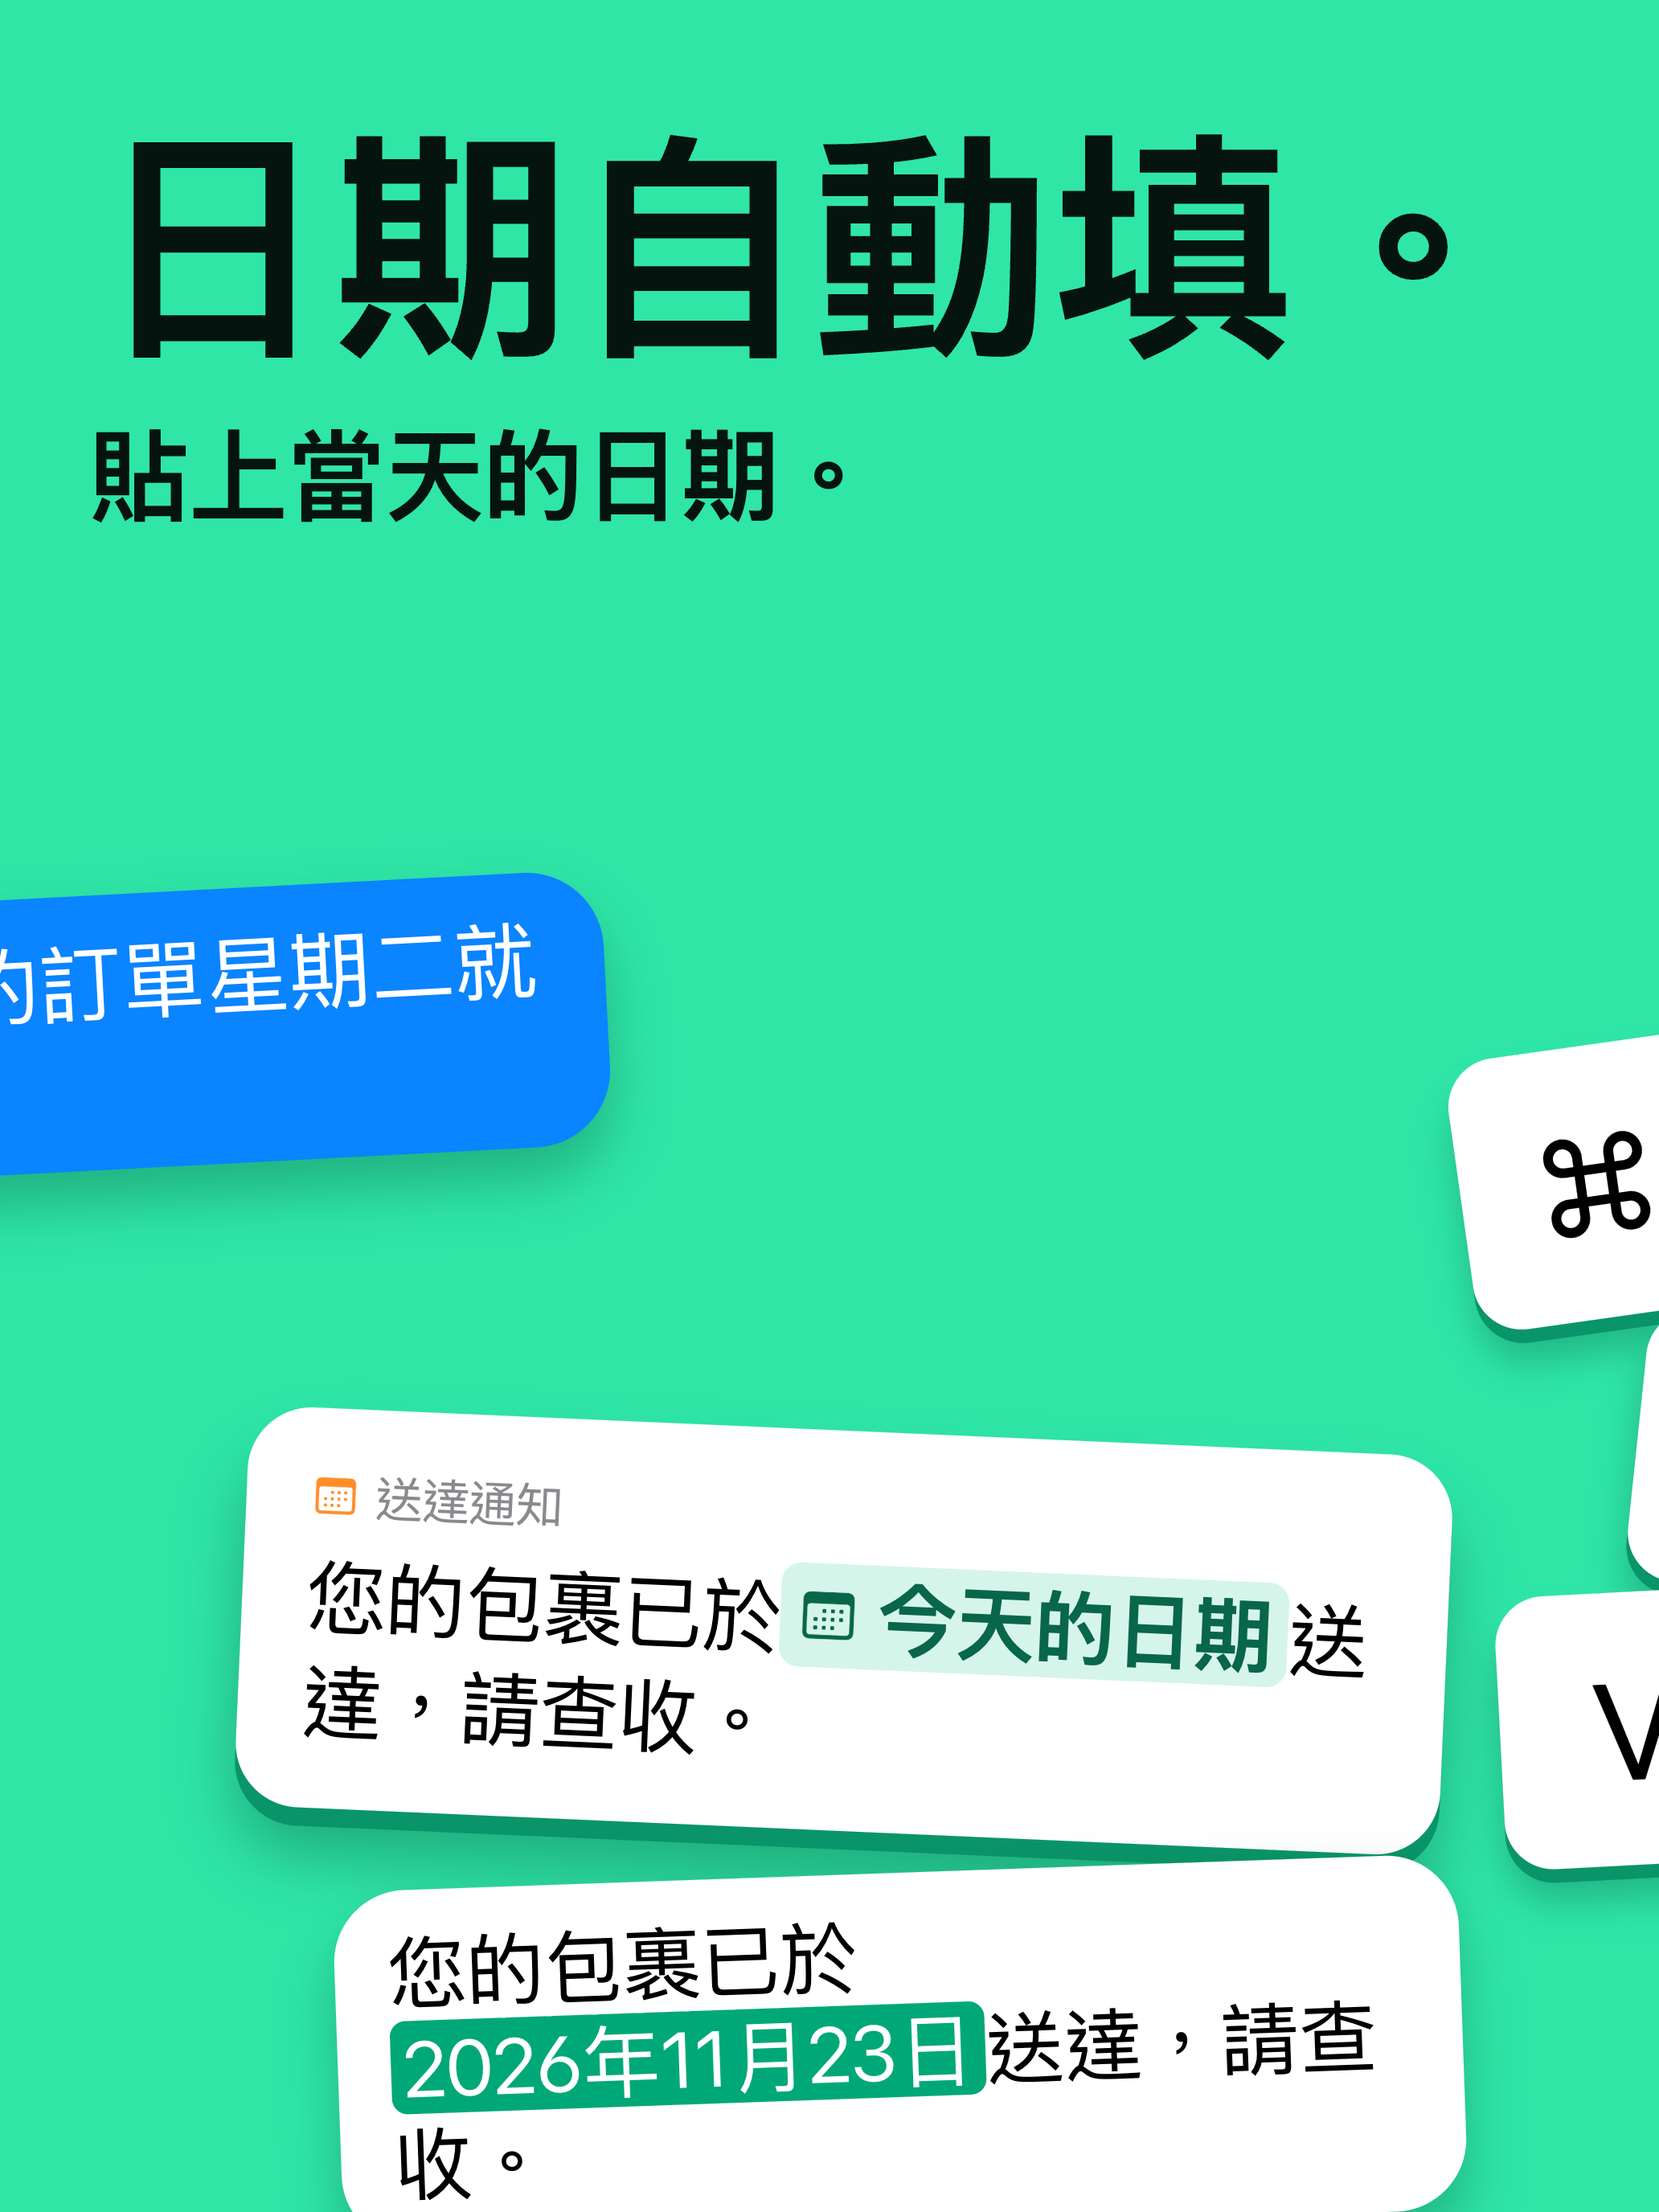 日期自動填。
貼上當天的日期。
的訂單星期二就
⌘
送達通知
您的包裹已於 今天的日期 送
達，請查收。
V
您的包裹已於
2026年11月23日送達，請查
收。